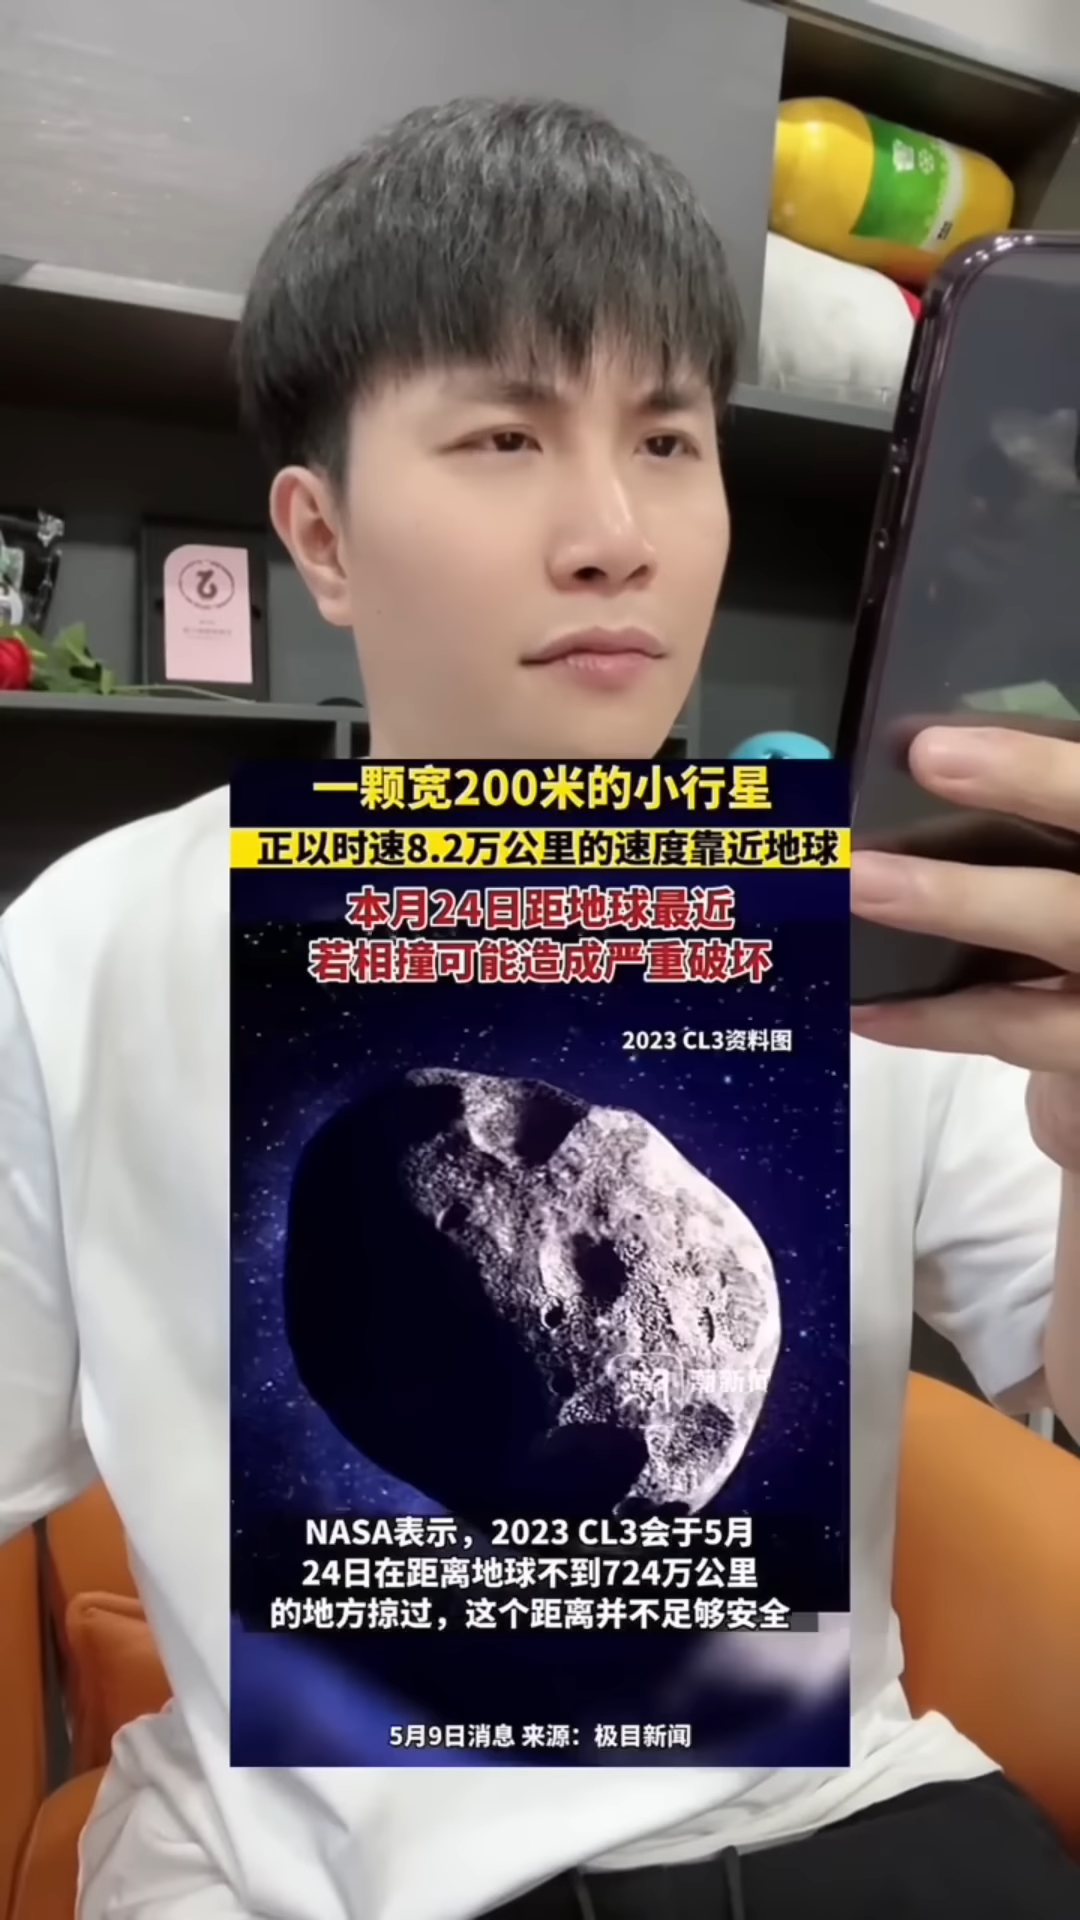 一颗宽200米的小行星
正以时速8.2万公里的速度靠近地球
本月24日距地球最近
若相撞可能造成严重破坏
2023 CL3资料图
潮新闻
NASA表示，2023 CL3会于5月
24日在距离地球不到724万公里
的地方掠过，这个距离并不足够安全
5月9日消息 来源：极目新闻